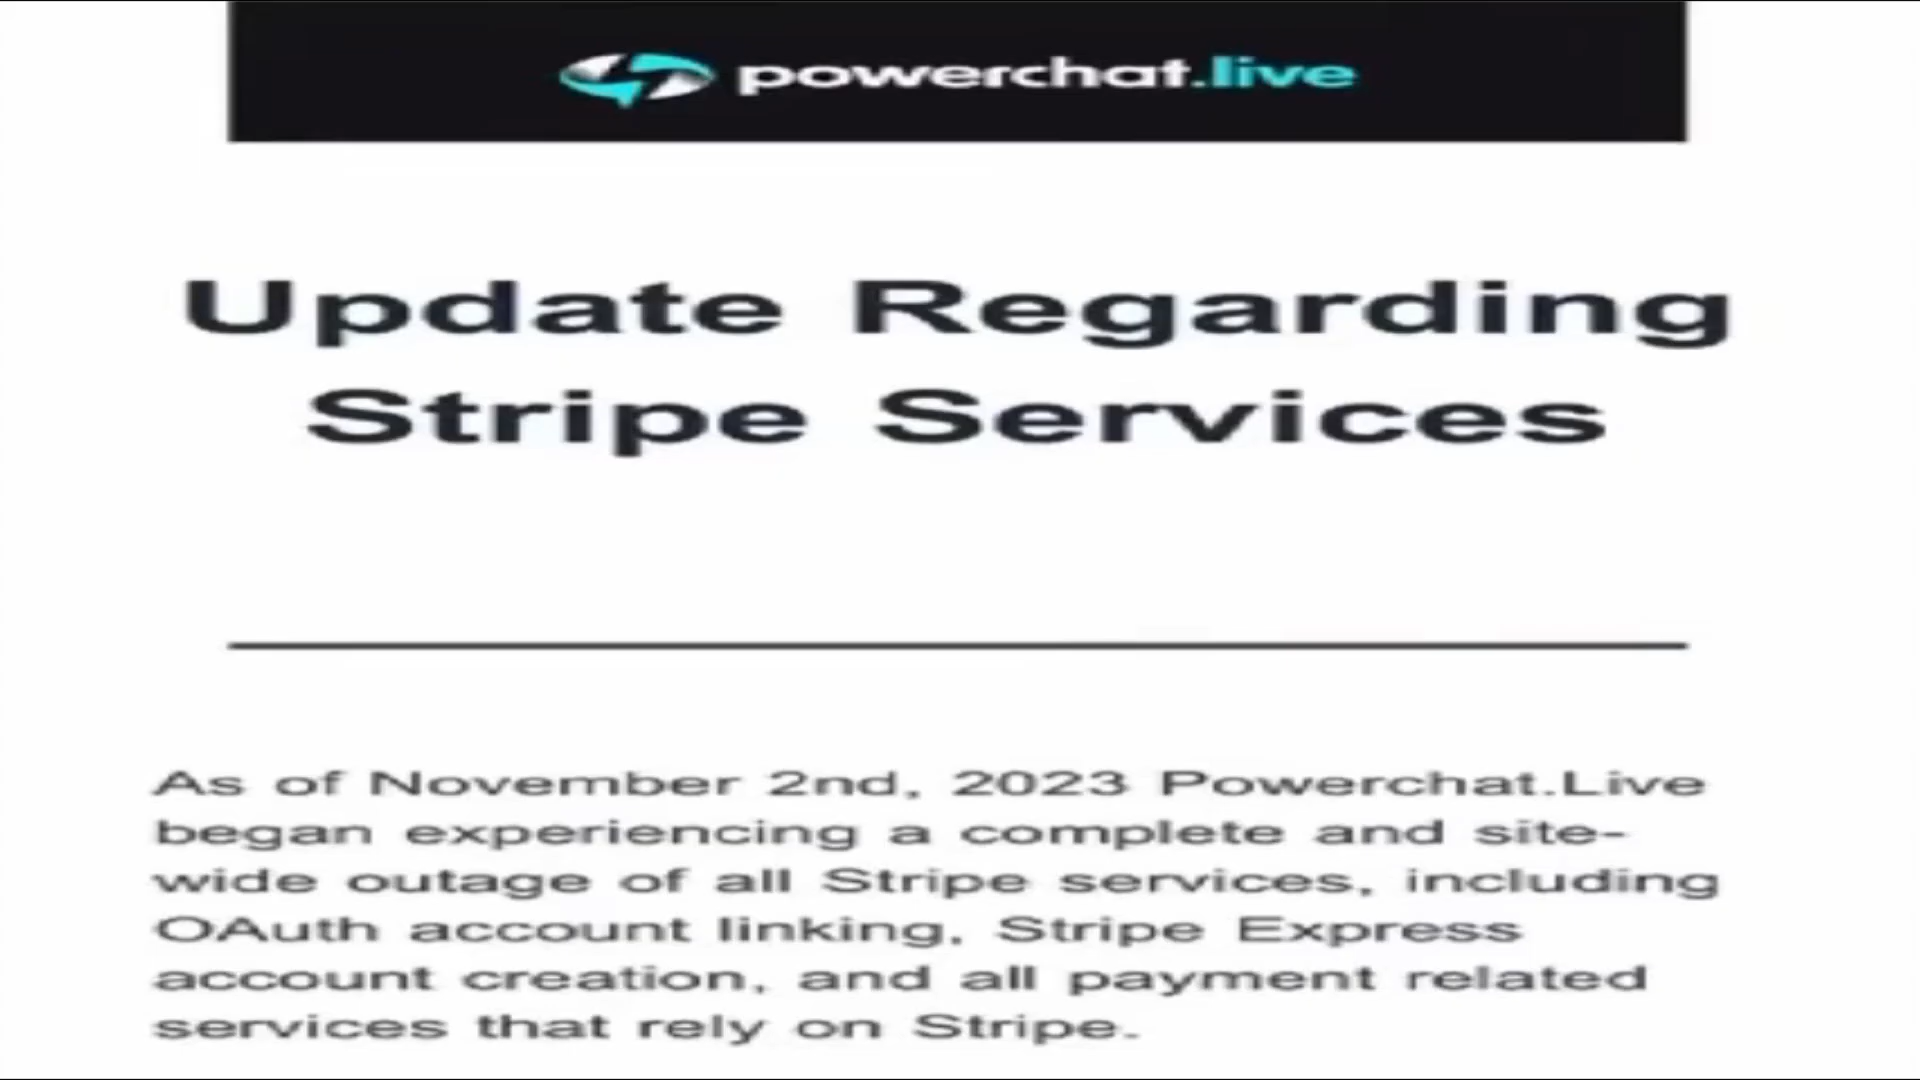 powerchat.live
Update Regarding
Stripe Services
As of November 2nd, 2023 Powerchat.Live
began experiencing a complete and site-
wide outage of all Stripe services, including
OAuth account linking, Stripe Express
account creation, and all payment related
services that rely on Stripe.